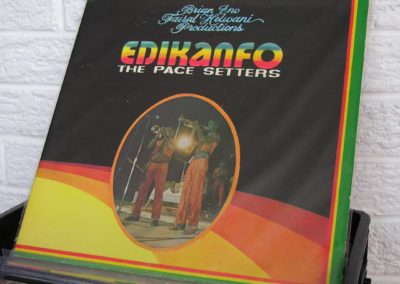 Brian Eno
Faisal Helwani
Productions
EDIKANFO
THE PACE SETTERS